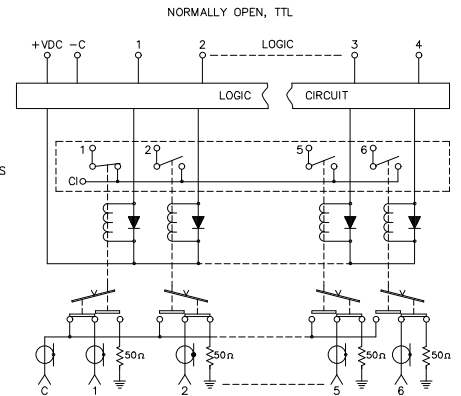 NORMALLY OPEN, TTL
+VDC -C 1 2 LOGIC 3 4
LOGIC CIRCUIT
1 2 5 6
S
CI
50Ω 50Ω 50Ω 50Ω
C 1 2 5 6